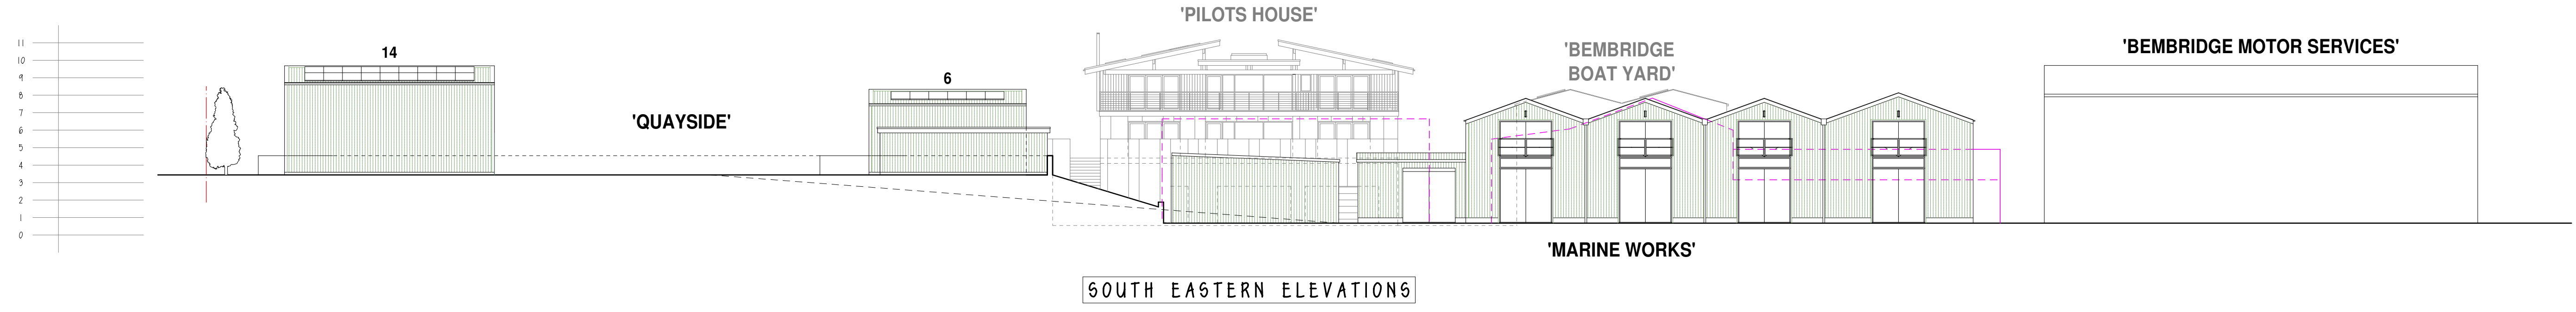 'PILOTS HOUSE'
'BEMBRIDGE
BOAT YARD'
'BEMBRIDGE MOTOR SERVICES'
14
6
'QUAYSIDE'
11
10
9
8
7
6
5
4
3
2
1
0
'MARINE WORKS'
SOUTH EASTERN ELEVATIONS